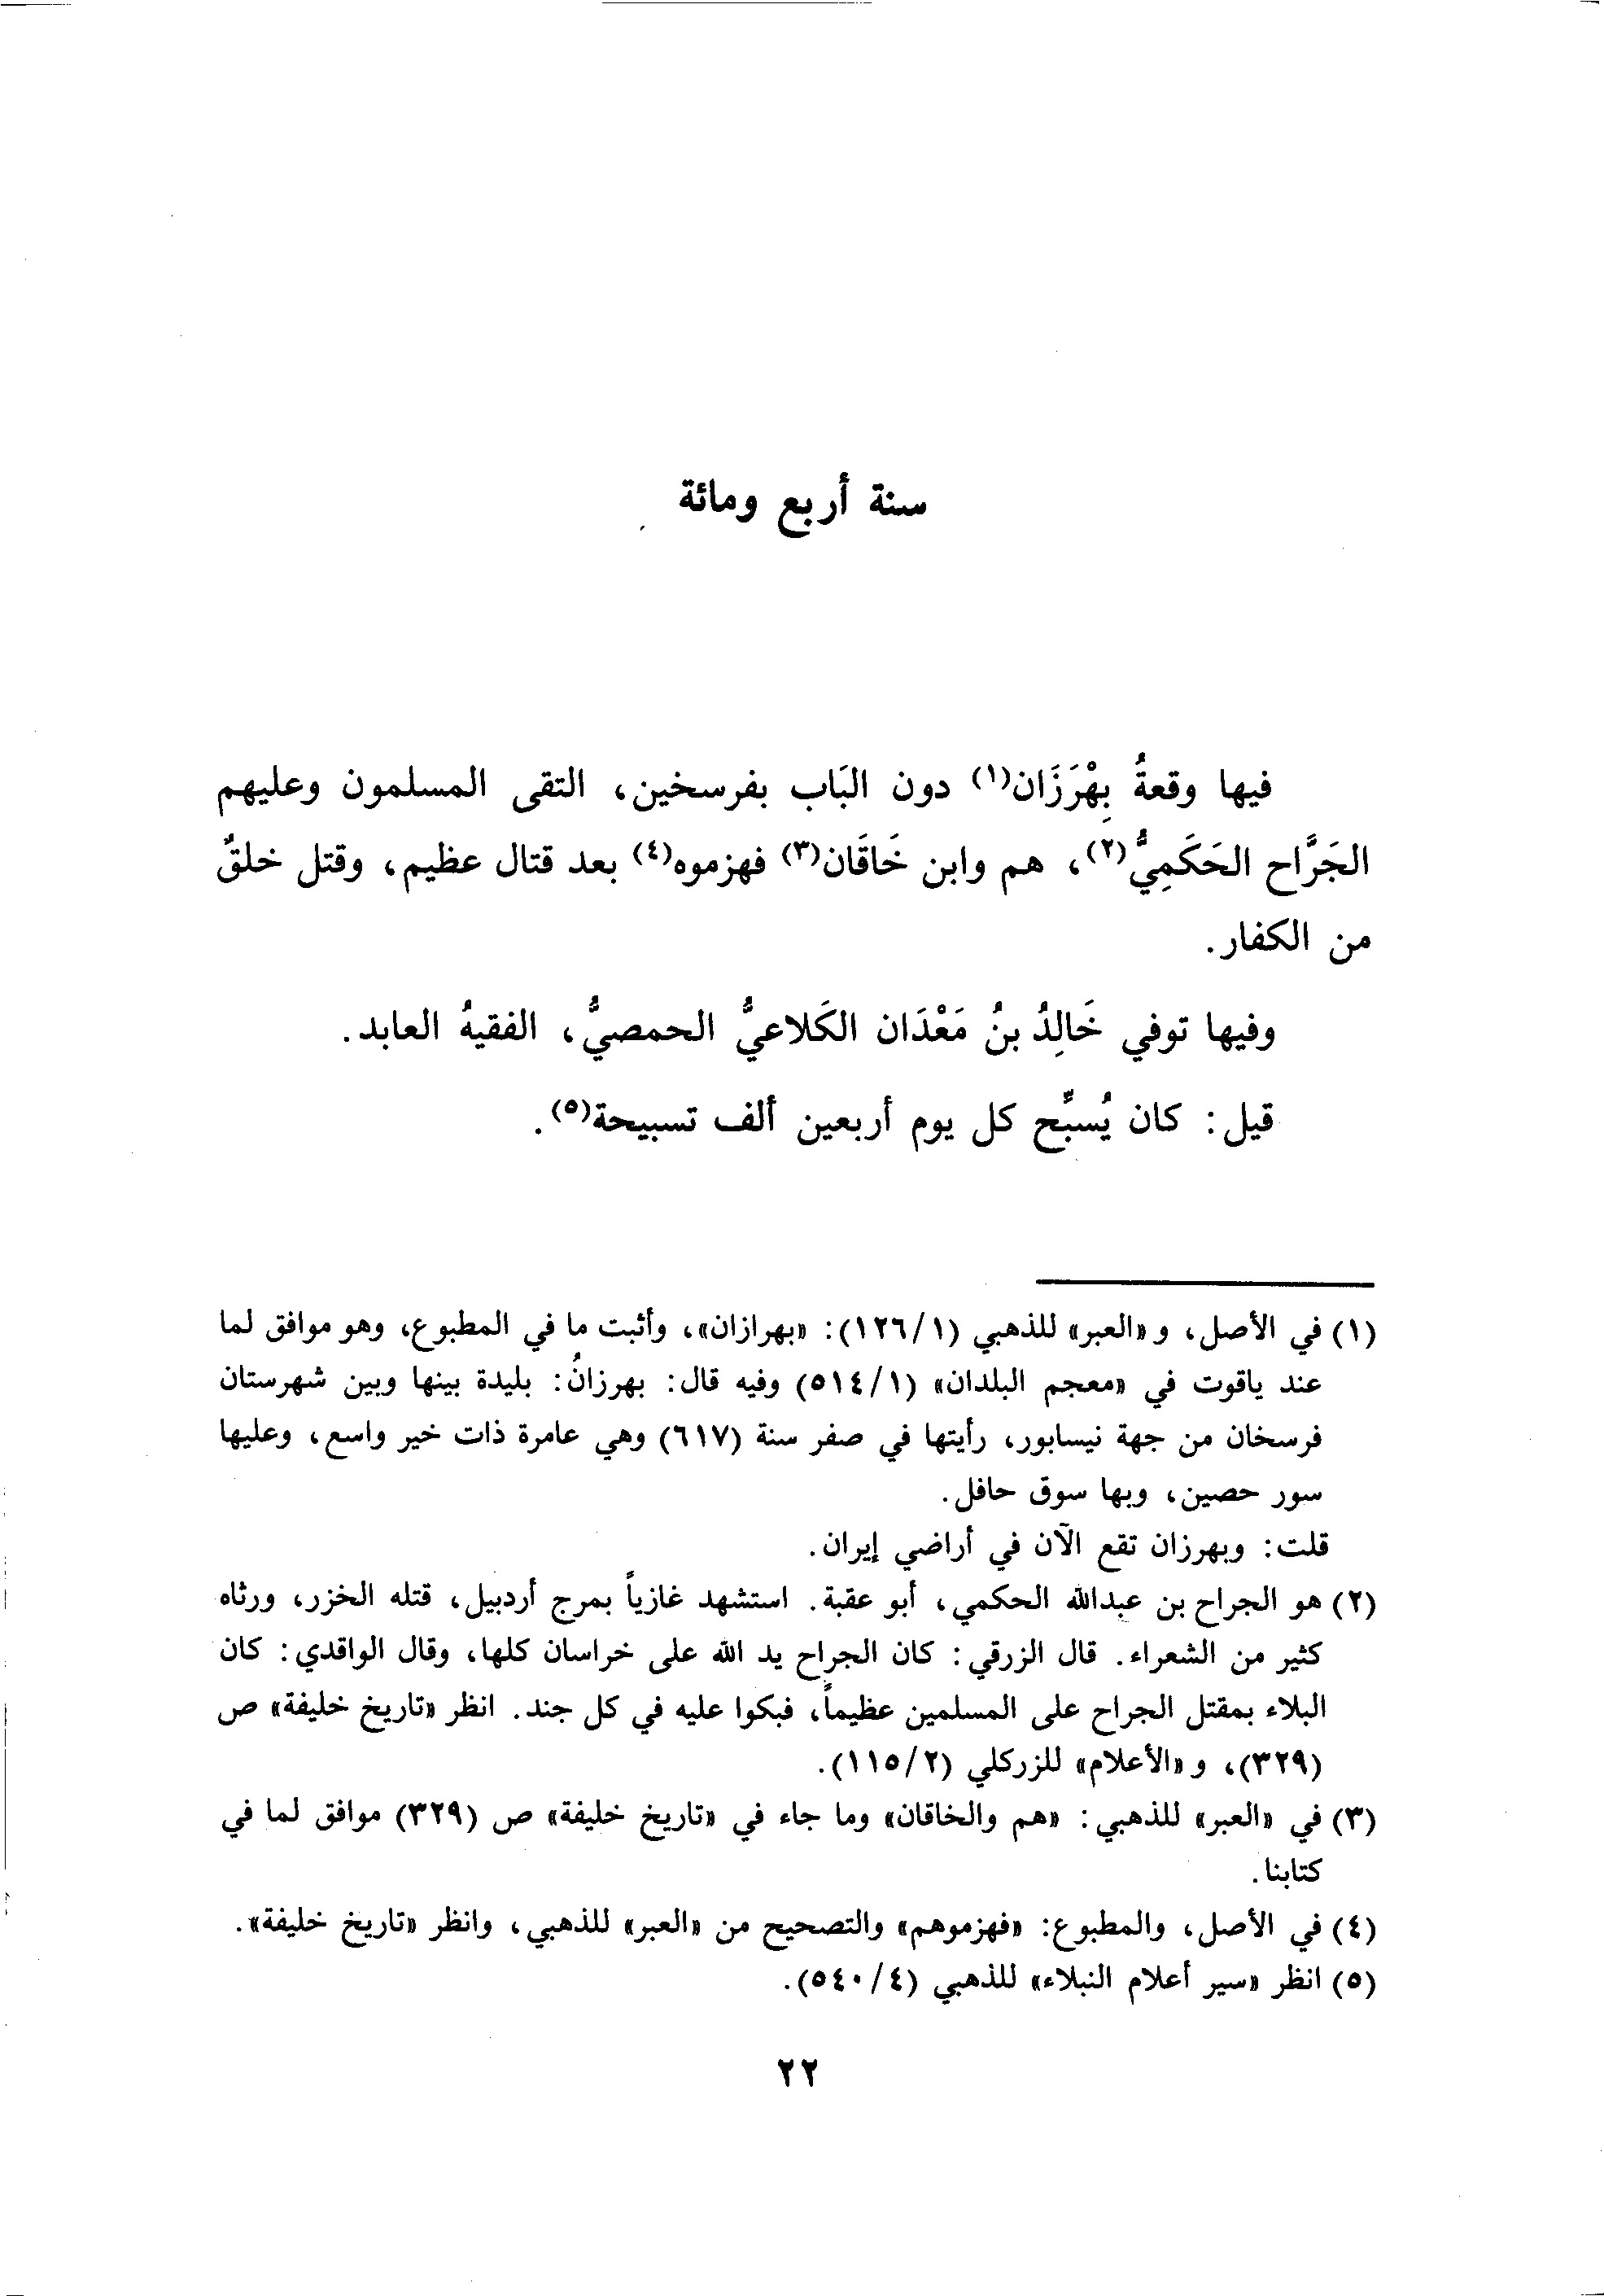 سنة أربع ومائة
فيها وقعةُ بِهْرَزَان(١) دون البَاب بفرسخين، التقى المسلمون وعليهم
الجَرَّاح الحَكَمِيُّ(٢)، هم وابن خَاقَان(٣) فهزموه(٤) بعد قتال عظيم، وقتل خلقٌ
من الكفار.
وفيها توفي خَالِدُ بنُ مَعْدَان الكَلاعيُّ الحمصيُّ، الفقيهُ العابد.
قيل: كان يُسبِّح كل يوم أربعين ألف تسبيحة(٥).
(١) في الأصل، و «العبر» للذهبي (١٢٦/١): «بهرازان»، وأثبت ما في المطبوع، وهو موافق لما
عند ياقوت في «معجم البلدان» (٥١٤/١) وفيه قال: بهرزانُ: بليدة بينها وبين شهرستان
فرسخان من جهة نيسابور، رأيتها في صفر سنة (٦١٧) وهي عامرة ذات خير واسع، وعليها
سور حصين، وبها سوق حافل.
قلت: وبهرزان تقع الآن في أراضي إيران.
(٢) هو الجراح بن عبدالله الحكمي، أبو عقبة. استشهد غازياً بمرج أردبيل، قتله الخزر، ورثاه
كثير من الشعراء. قال الزرقي: كان الجراح يد الله على خراسان كلها، وقال الواقدي: كان
البلاء بمقتل الجراح على المسلمين عظيماً، فبكوا عليه في كل جند. انظر «تاريخ خليفة» ص
(٣٢٩)، و «الأعلام» للزركلي (١١٥/٢).
(٣) في «العبر» للذهبي: «هم والخاقان» وما جاء في «تاريخ خليفة» ص (٣٢٩) موافق لما في
كتابنا.
(٤) في الأصل، والمطبوع: «فهزموهم» والتصحيح من «العبر» للذهبي، وانظر «تاريخ خليفة».
(٥) انظر «سير أعلام النبلاء» للذهبي (٥٤٠/٤).
٢٢